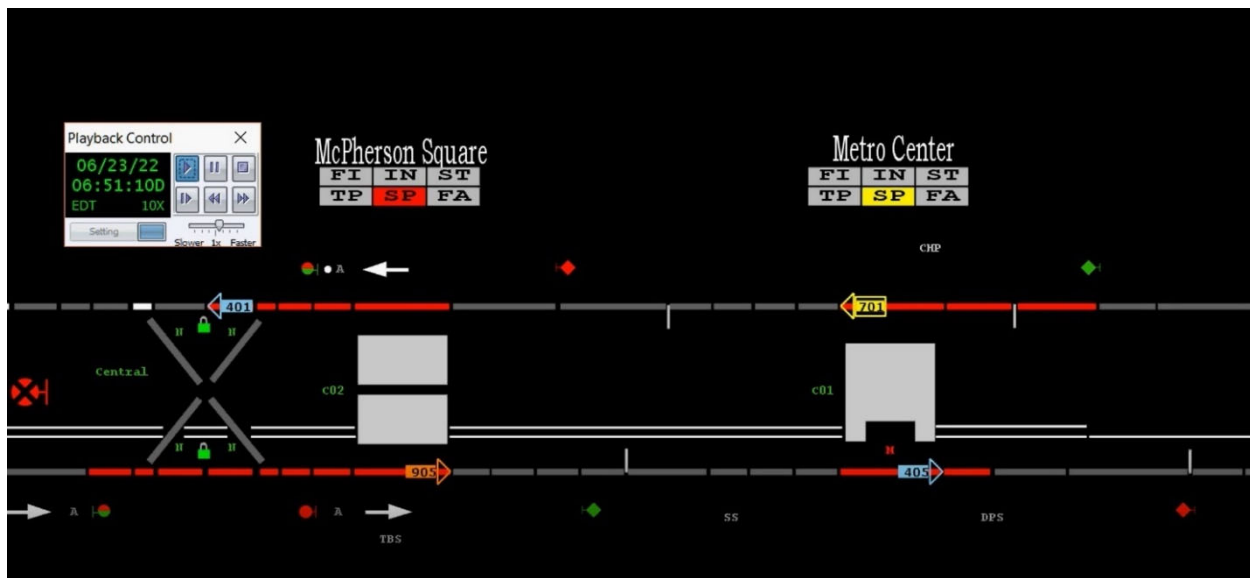 Playback Control
06/23/22
06:51:10D
EDT 10X
Setting
Slower 1x Faster
McPherson Square
FI IN ST
TP SP FA
Metro Center
FI IN ST
TP SP FA
CHP
A
401
701
N N
Central
C02
C01
N N
N
905
405
A
A
TBS
SS
DPS